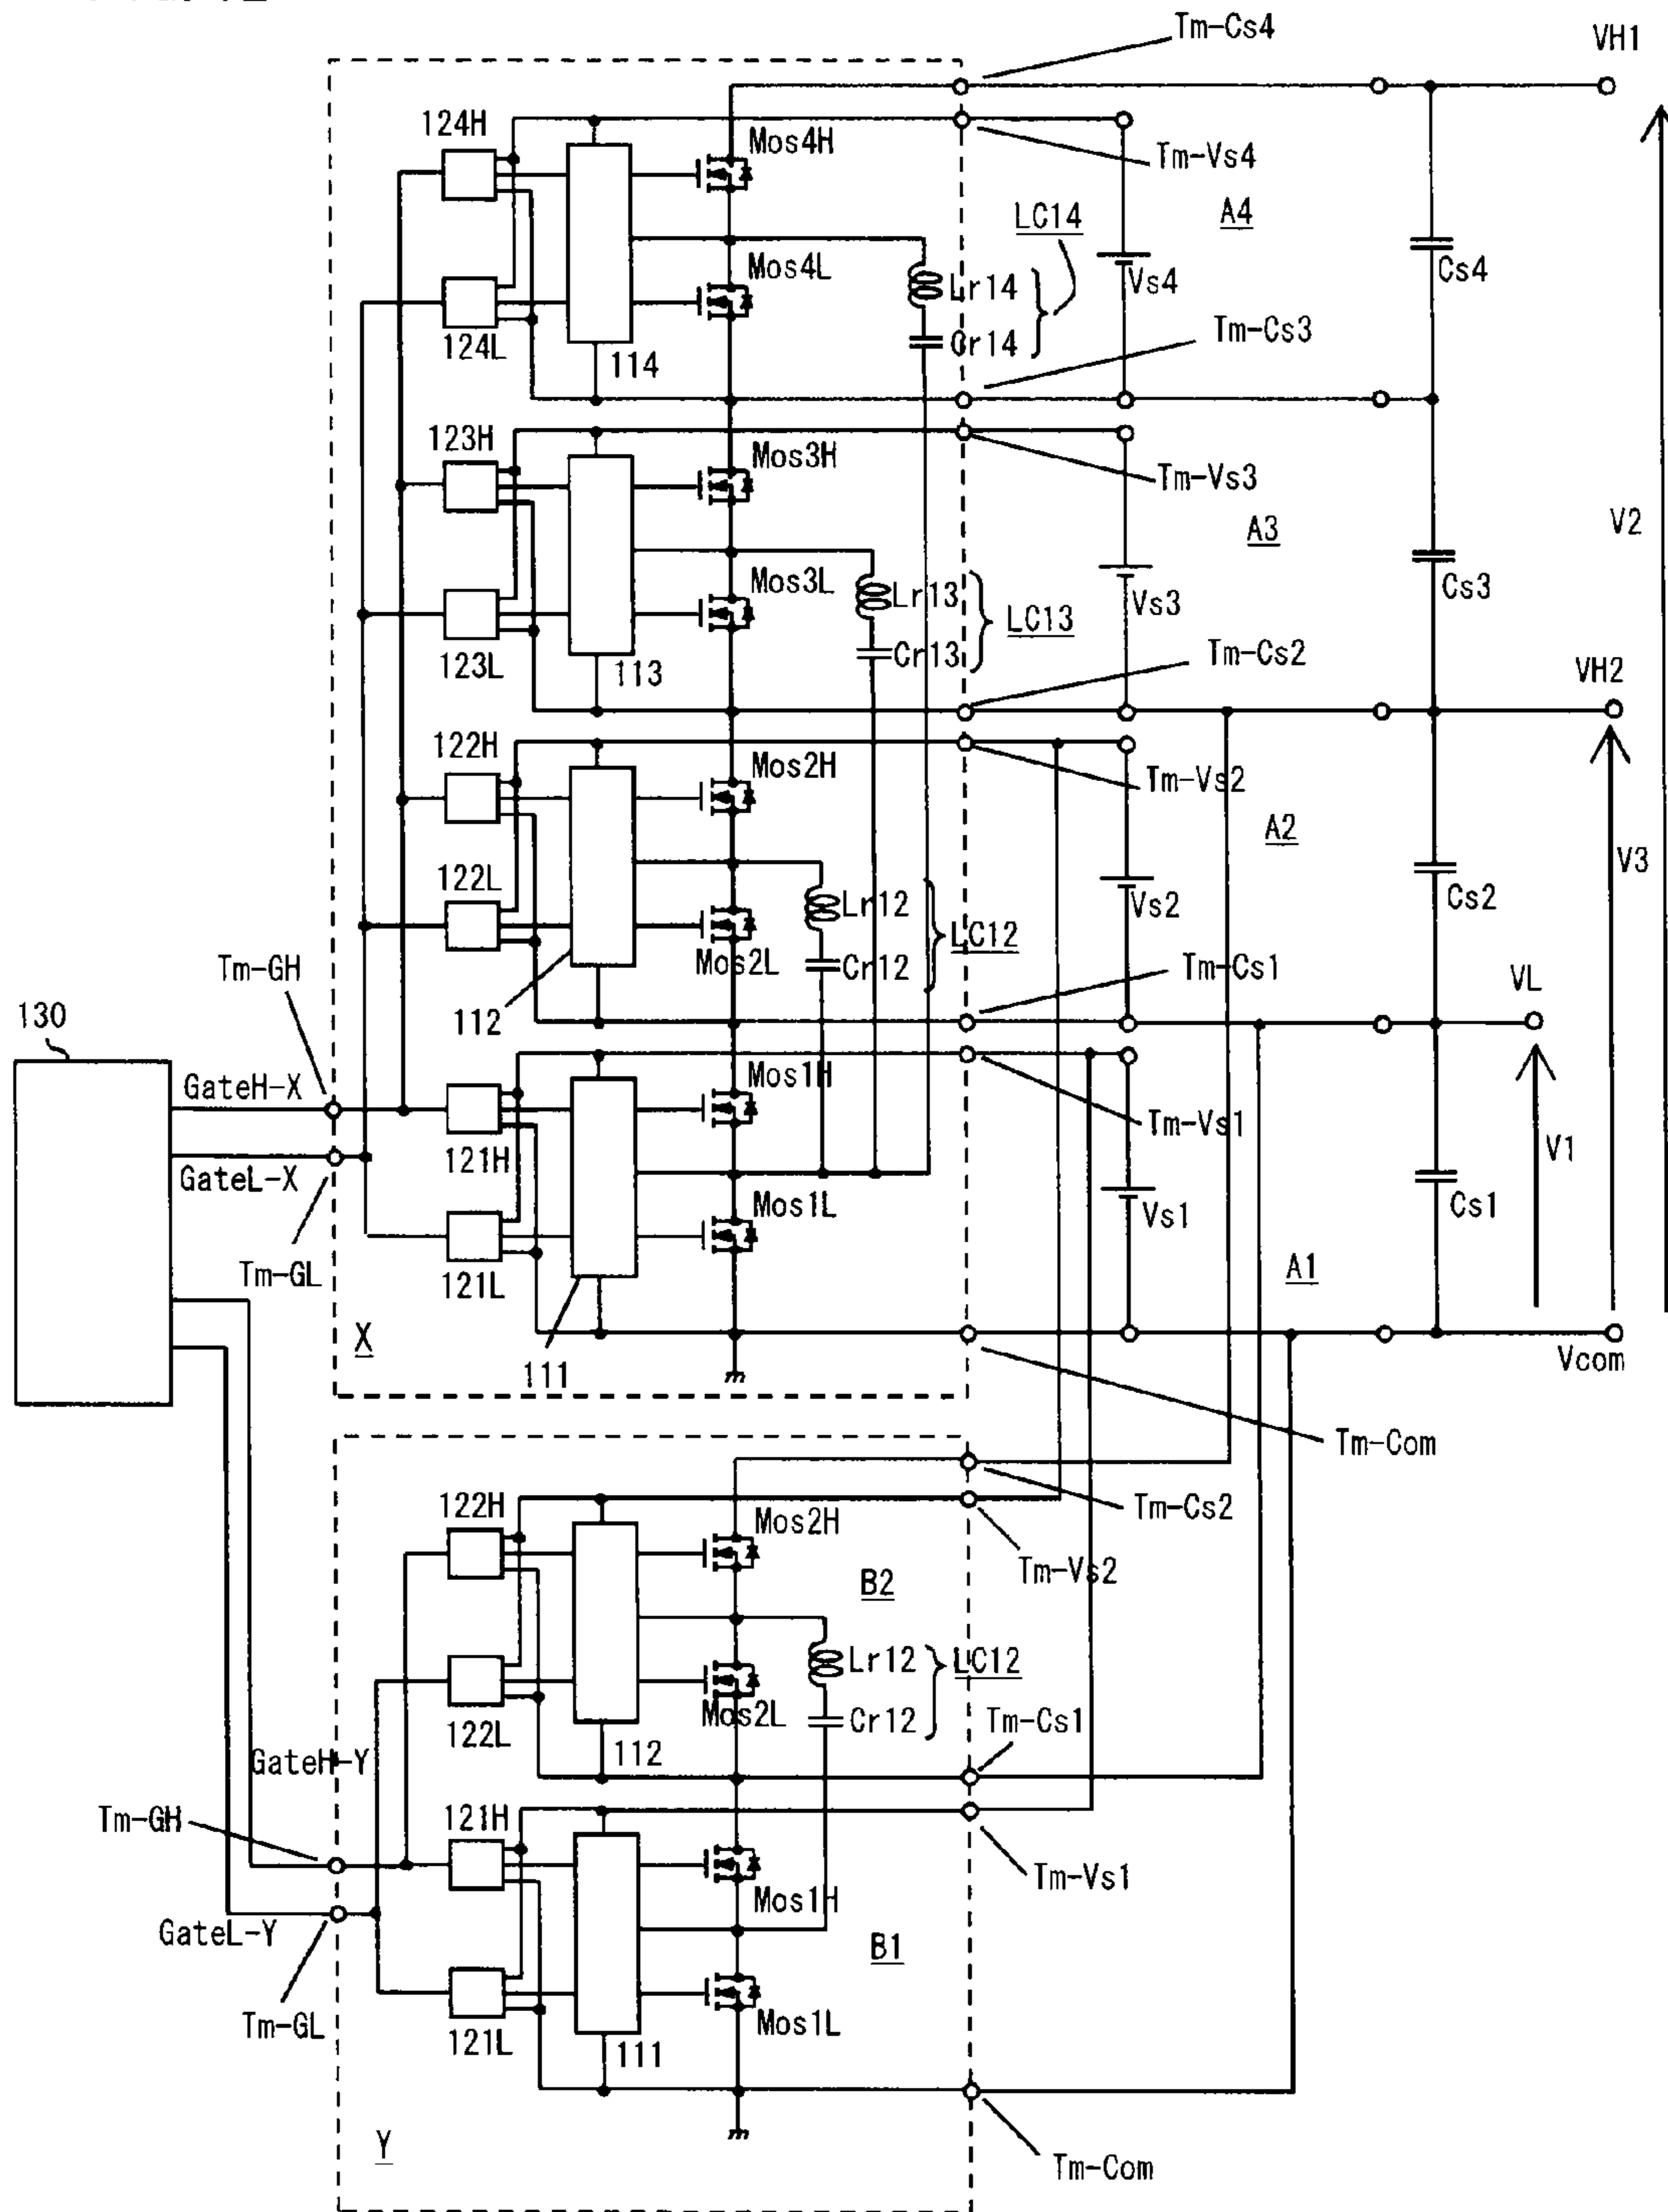 Tm-Cs4
VH1
124H
Mos4H
Tm-Vs4
LC14
A4
Mos4L
Lr14
Vs4
Cs4
124L
114
Cr14
Tm-Cs3
123H
Mos3H
Tm-Vs3
V2
A3
Mos3L
Lr13
LC13
Vs3
Cs3
123L
113
Cr13
Tm-Cs2
VH2
122H
Mos2H
Tm-Vs2
A2
V3
122L
Lr12
LC12
Vs2
Cs2
Mos2L
Cr12
Tm-GH
112
Tm-Cs1
VL
130
GateH-X
Mos1H
Tm-Vs1
V1
GateL-X
121H
Mos1L
Vs1
Cs1
Tm-GL
121L
A1
X
111
Vcom
Tm-Com
122H
Mos2H
Tm-Cs2
Tm-Vs2
B2
Lr12
LC12
Mos2L
Cr12
Tm-Cs1
122L
112
GateH-Y
Tm-GH
121H
Tm-Vs1
Mos1H
GateL-Y
B1
Tm-GL
121L
111
Mos1L
Y
Tm-Com